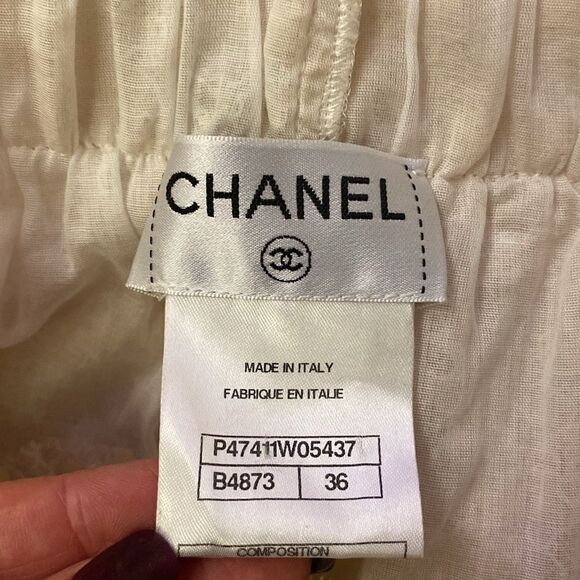 CHANEL
MADE IN ITALY
FABRIQUE EN ITALIE
P47411W05437
B4873 36
COMPOSITION